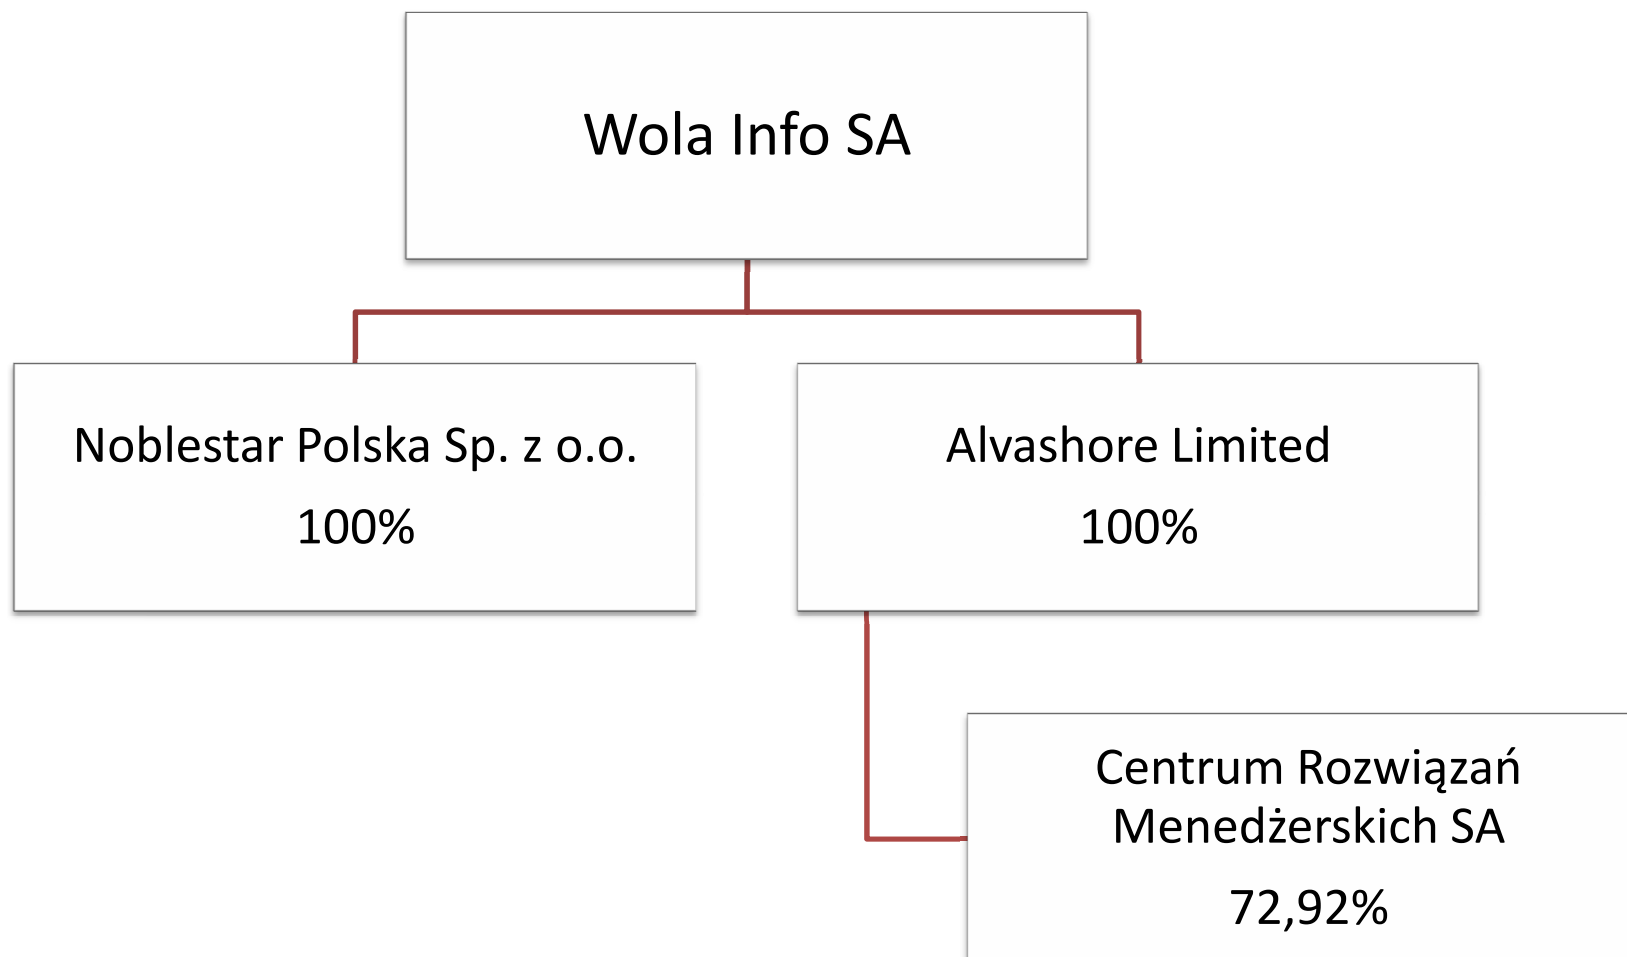 Wola Info SA
Noblestar Polska Sp. z o.o.
100%
Alvashore Limited
100%
Centrum Rozwiązań
Menedżerskich SA
72,92%